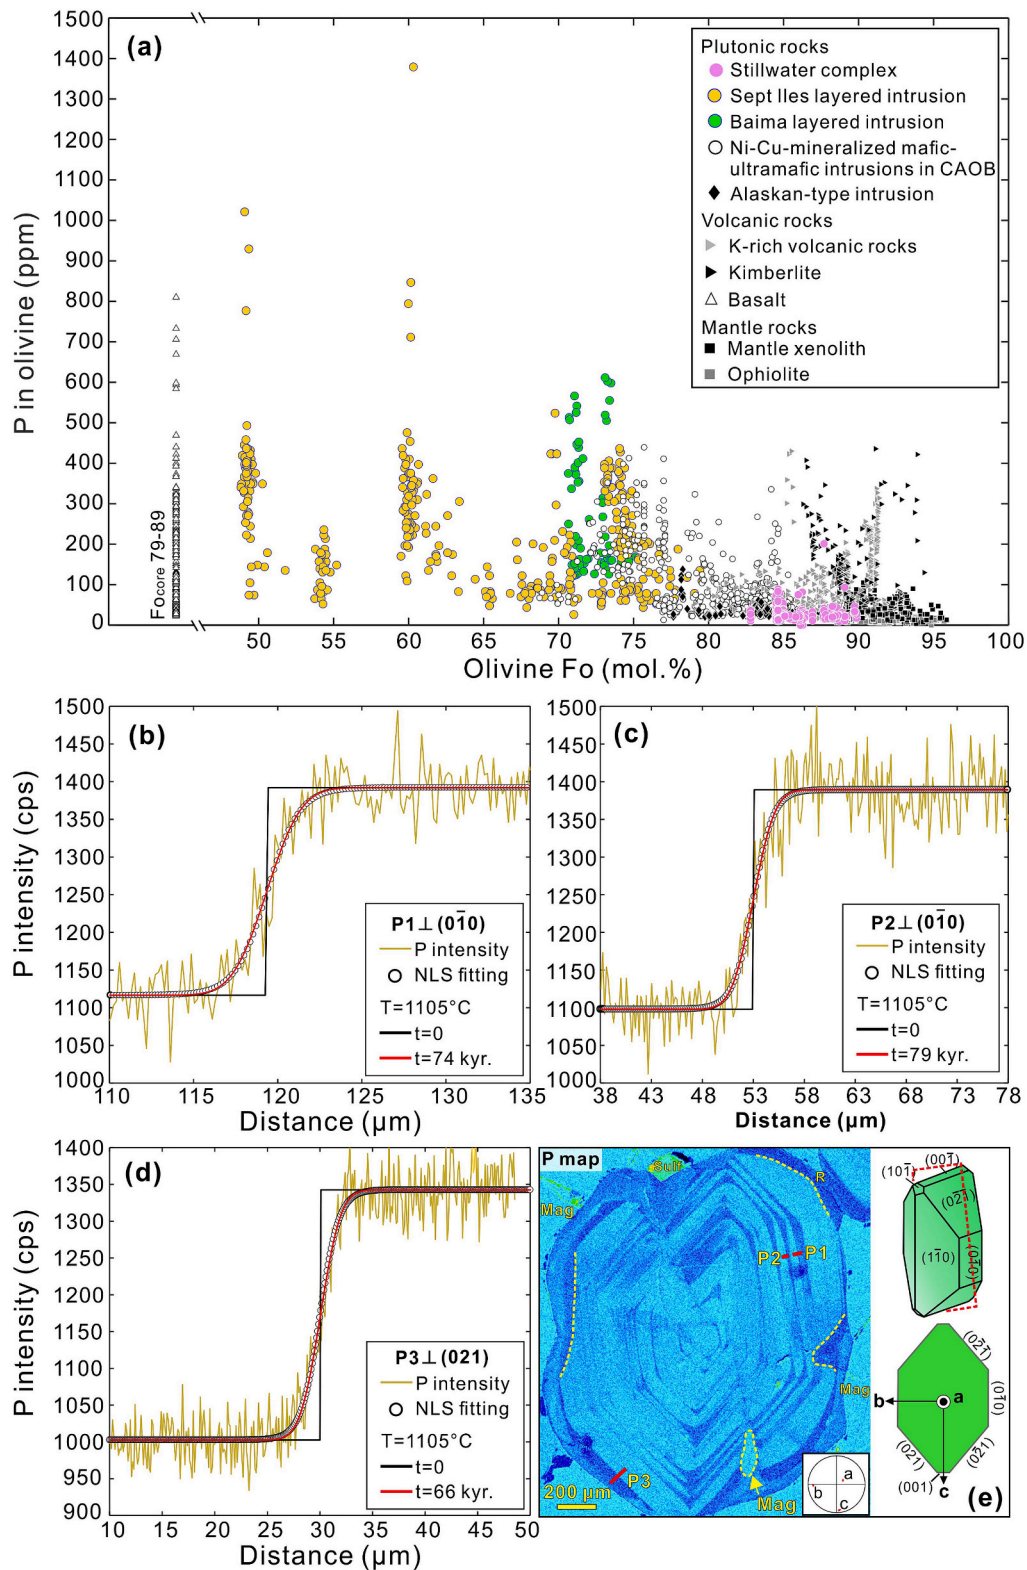 1500
1400
1300
1200
1100
1000
900
800
700
600
500
400
300
200
100
0
P in olivine (ppm)
(a)
Plutonic rocks
Stillwater complex
Sept Iles layered intrusion
Baima layered intrusion
Ni-Cu-mineralized mafic-
ultramafic intrusions in CAOB
Alaskan-type intrusion
Volcanic rocks
K-rich volcanic rocks
Kimberlite
Basalt
Mantle rocks
Mantle xenolith
Ophiolite
Focore 79-89
50 55 60 65 70 75 80 85 90 95 100
Olivine Fo (mol.%)
1500
1450
1400
1350
1300
1250
1200
1150
1100
1050
1000
P intensity (cps)
(b)
P1⊥(01̄0)
P intensity
NLS fitting
T=1105°C
t=0
t=74 kyr.
110 115 120 125 130 135
Distance (µm)
1500
1450
1400
1350
1300
1250
1200
1150
1100
1050
1000
(c)
P2⊥(01̄0)
P intensity
NLS fitting
T=1105°C
t=0
t=79 kyr.
38 43 48 53 58 63 68 73 78
Distance (µm)
1400
1350
1300
1250
1200
1150
1100
1050
1000
950
900
P intensity (cps)
(d)
P3⊥(021)
P intensity
NLS fitting
T=1105°C
t=0
t=66 kyr.
10 15 20 25 30 35 40 45 50
Distance (µm)
P map
Sulf
R
Mag
P2
P1
Mag
P3
200 µm
Mag
a
b
c
(001̄)
(101̄)
(02̄1̄)
(11̄0)
(01̄0)
(02̄1̄)
b
a
(01̄0)
(021)
(02̄1)
(001)
c
(e)